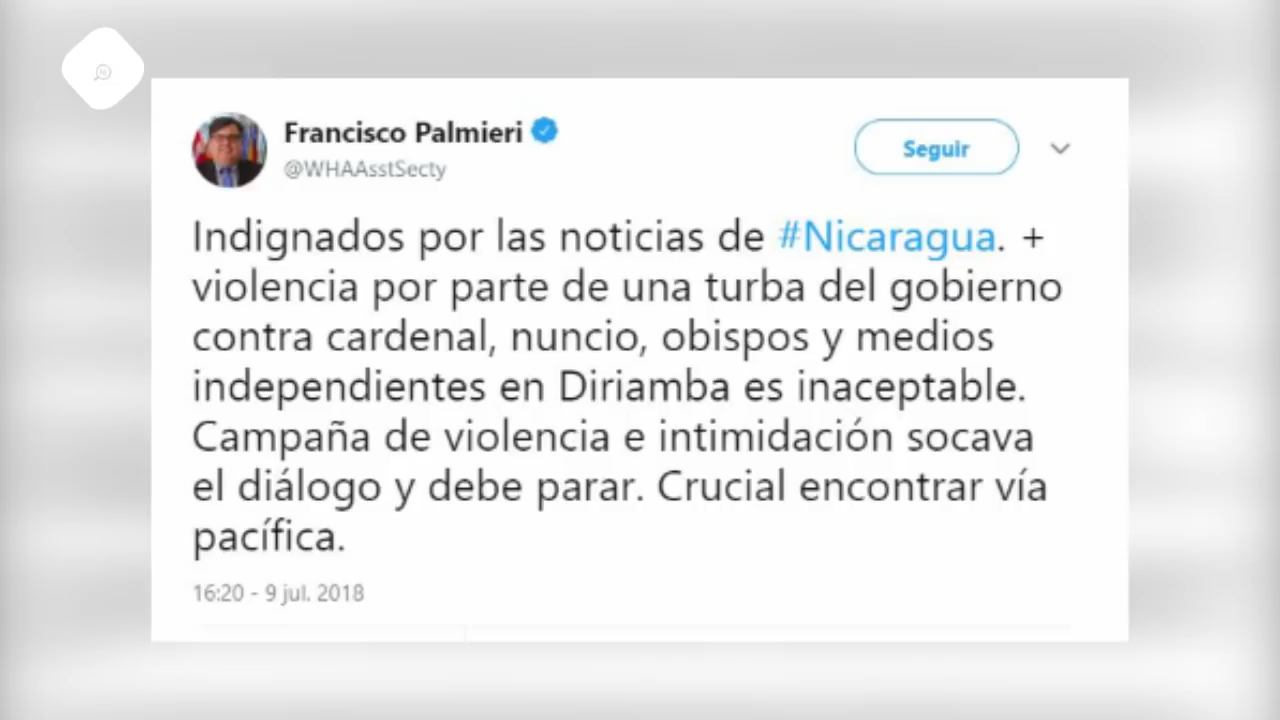 Francisco Palmieri
@WHAAsstSecty
Seguir
Indignados por las noticias de #Nicaragua. +
violencia por parte de una turba del gobierno
contra cardenal, nuncio, obispos y medios
independientes en Diriamba es inaceptable.
Campaña de violencia e intimidación socava
el diálogo y debe parar. Crucial encontrar vía
pacífica.
16:20 - 9 jul. 2018